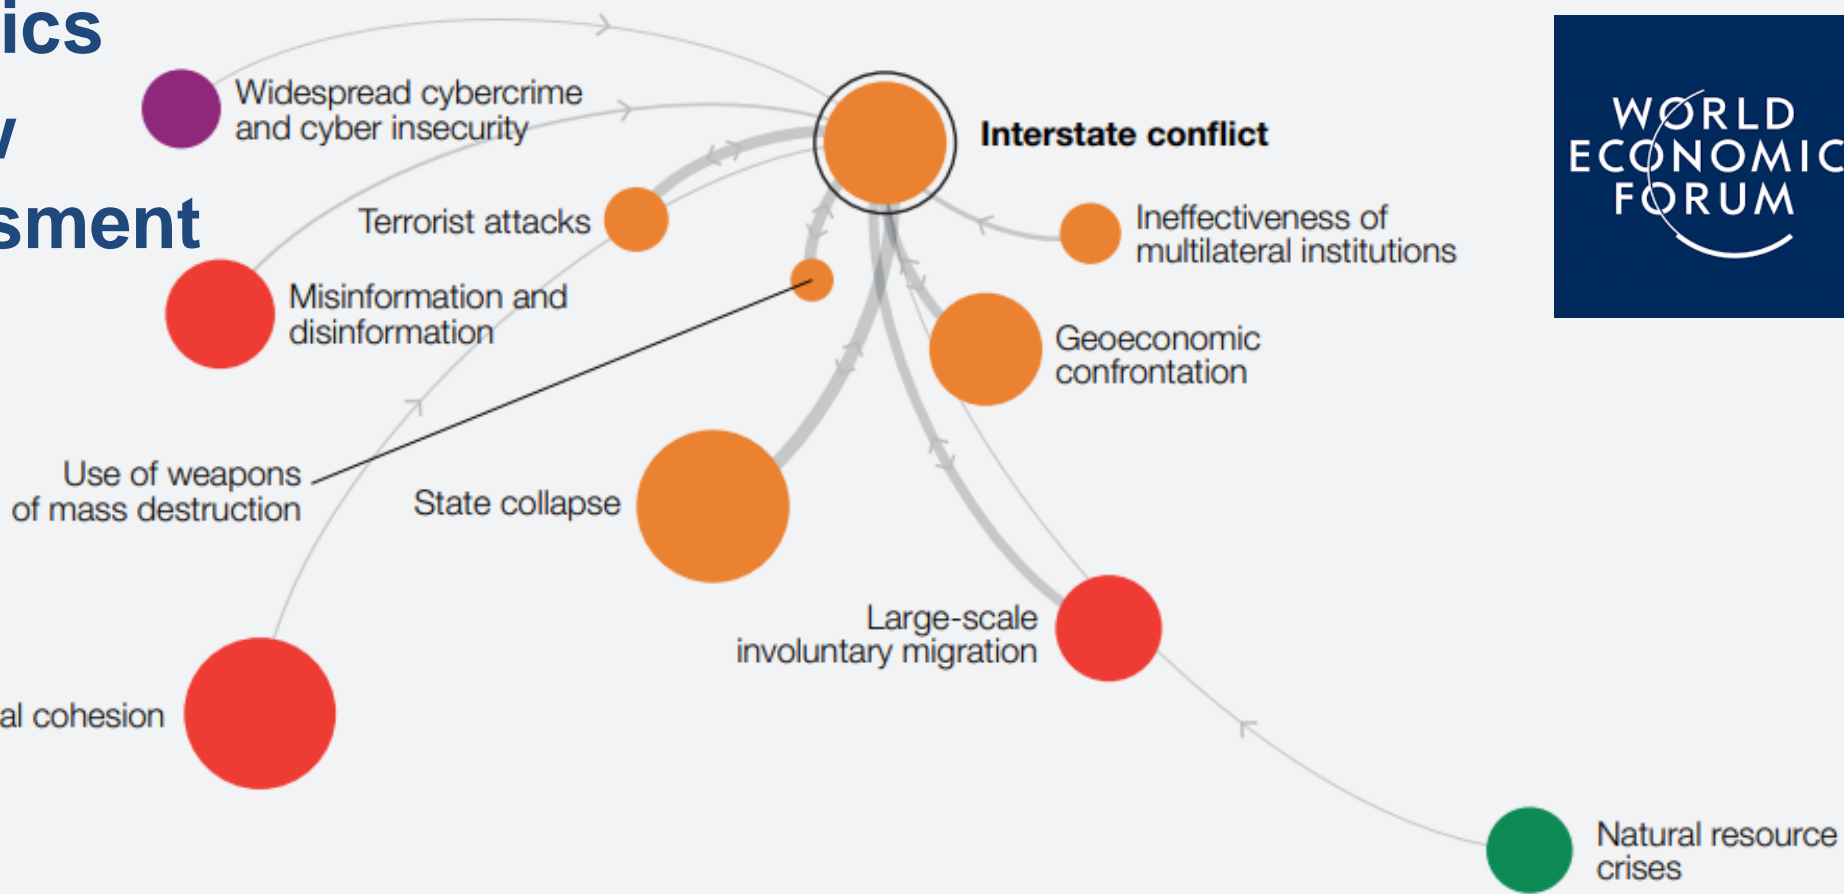 ics
v
sment
WORLD
ECONOMIC
FORUM
Widespread cybercrime
and cyber insecurity
Interstate conflict
Terrorist attacks
Ineffectiveness of
multilateral institutions
Misinformation and
disinformation
Geoeconomic
confrontation
Use of weapons
of mass destruction
State collapse
Large-scale
involuntary migration
al cohesion
Natural resource
crises